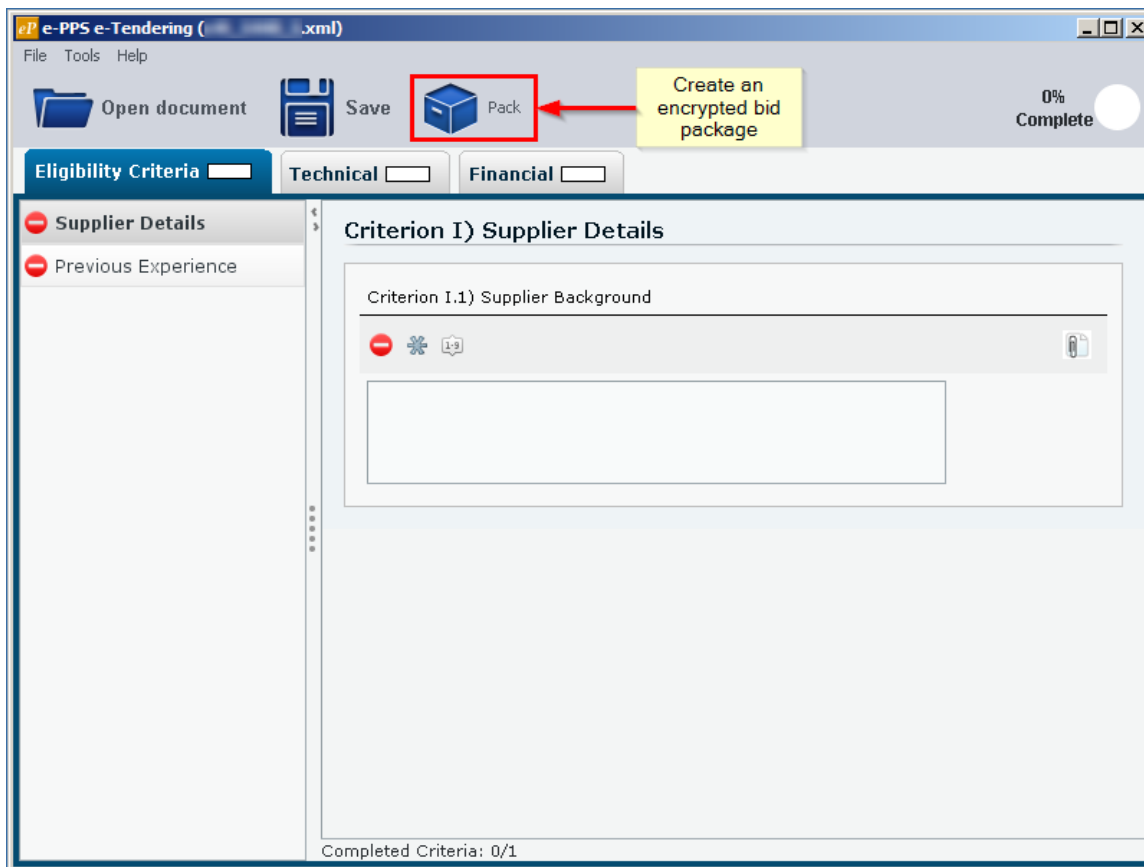 eP e-PPS e-Tendering ( .xml)
File Tools Help
Open document Save Pack
Create an
encrypted bid
package
0%
Complete
Eligibility Criteria Technical Financial
Supplier Details
Previous Experience
Criterion I) Supplier Details
Criterion I.1) Supplier Background
1-9
Completed Criteria: 0/1